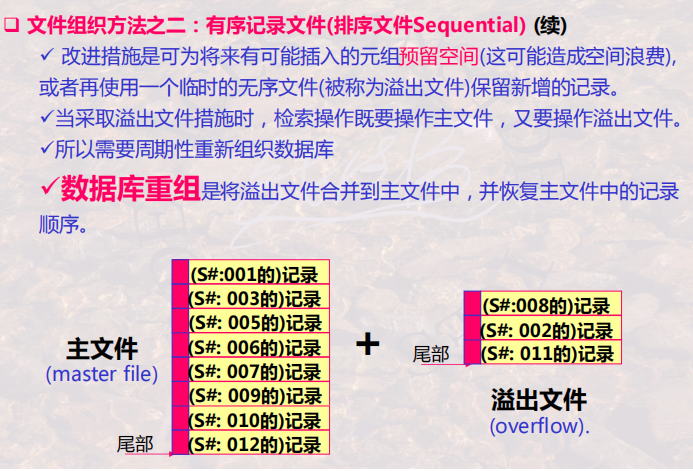 ❑ 文件组织方法之二：有序记录文件(排序文件Sequential) (续)
✓ 改进措施是可为将来有可能插入的元组预留空间(这可能造成空间浪费),
或者再使用一个临时的无序文件(被称为溢出文件)保留新增的记录。
✓当采取溢出文件措施时，检索操作既要操作主文件，又要操作溢出文件。
✓所以需要周期性重新组织数据库
✓数据库重组是将溢出文件合并到主文件中，并恢复主文件中的记录
顺序。
主文件
(master file)
尾部
(S#:001的)记录
(S#: 003的)记录
(S#: 005的)记录
(S#: 006的)记录
(S#: 007的)记录
(S#: 009的)记录
(S#: 010的)记录
(S#: 012的)记录
+
(S#:008的)记录
(S#: 002的)记录
(S#: 011的)记录
尾部
溢出文件
(overflow).